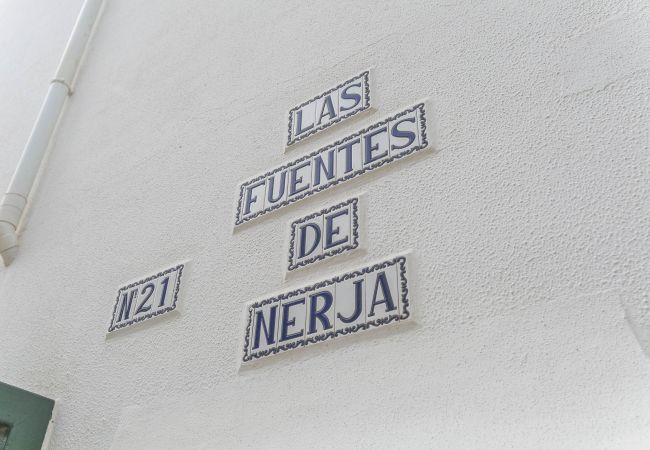 LAS
FUENTES
DE
NERJA
Nº21